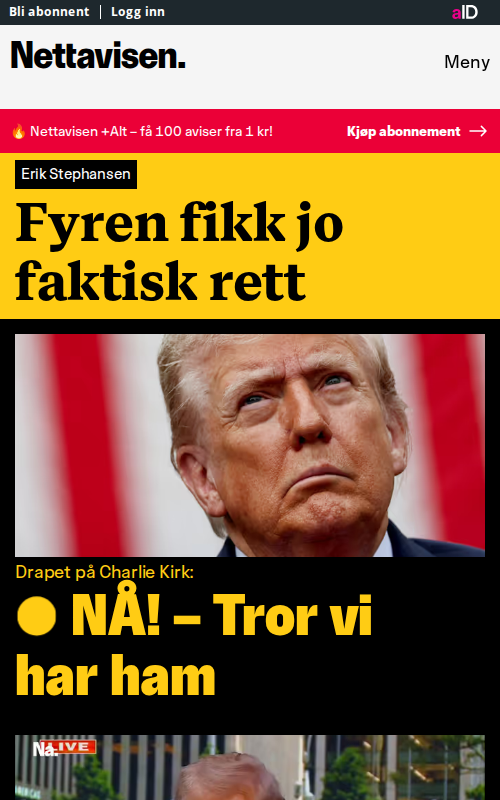 Bli abonnent | Logg inn
aID
Nettavisen.
Meny
Nettavisen +Alt – få 100 aviser fra 1 kr!
Kjøp abonnement →
Erik Stephansen
Fyren fikk jo
faktisk rett
Drapet på Charlie Kirk:
NÅ! – Tror vi
har ham
Nå.
LIVE